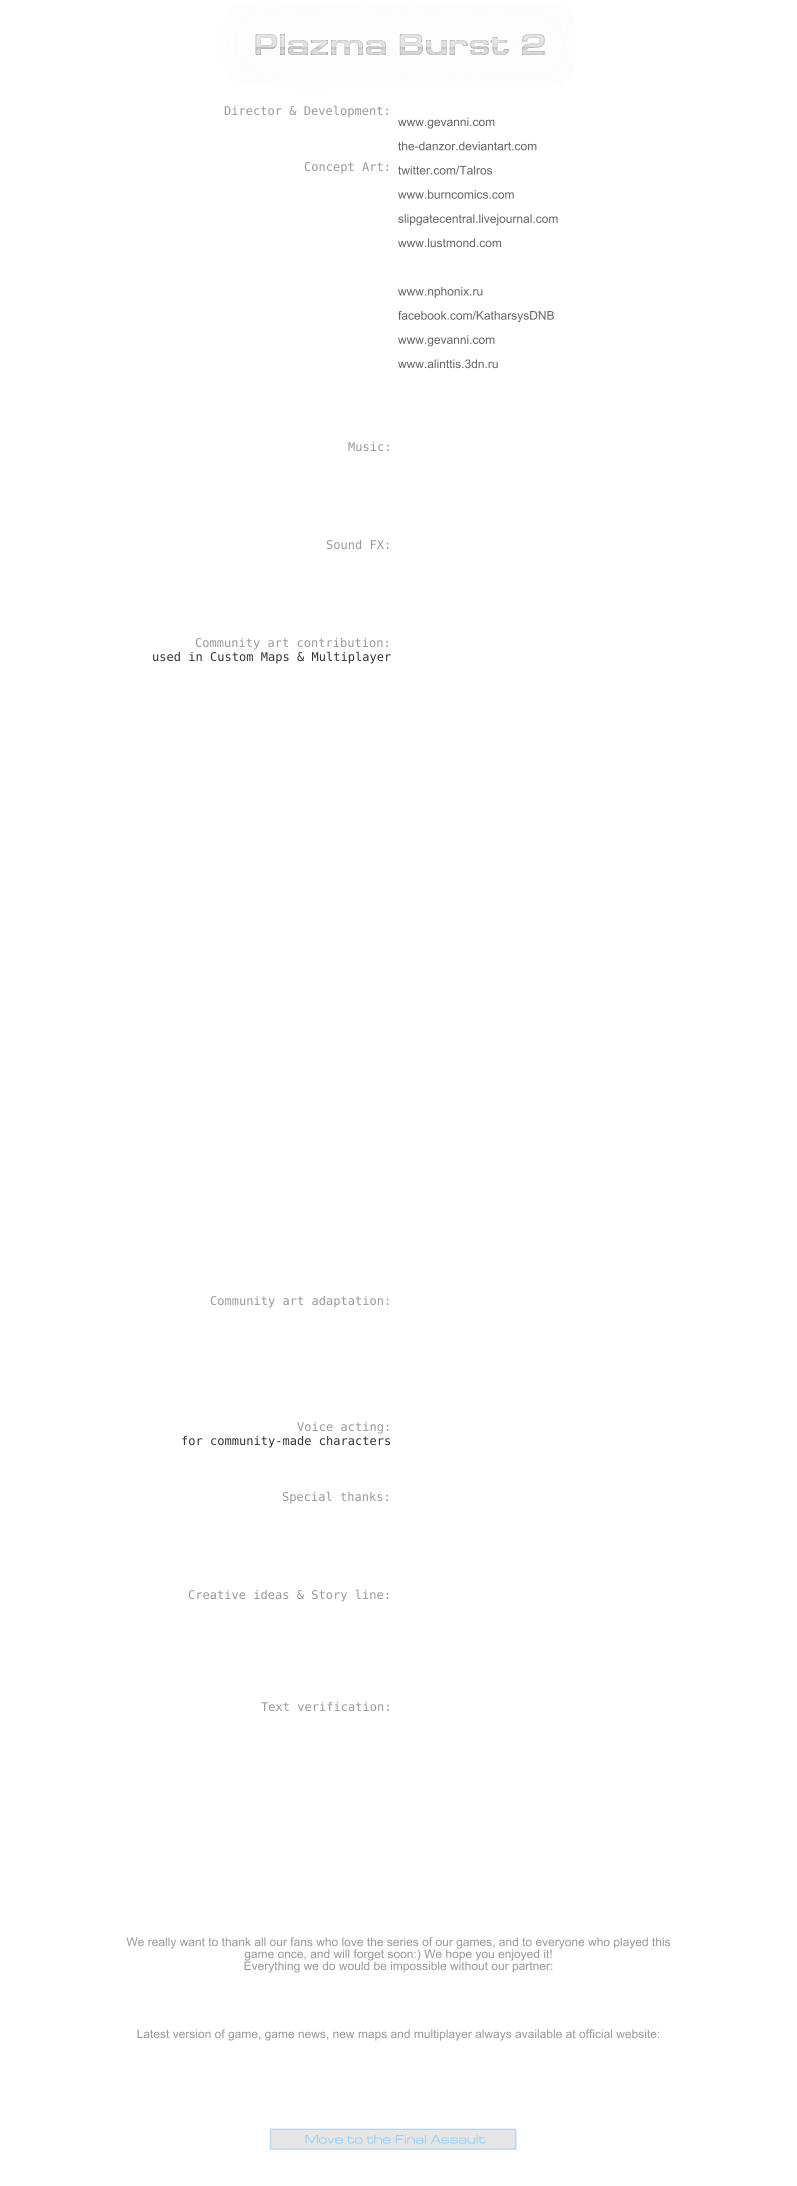 Plazma Burst 2
Director & Development:
www.gevanni.com
the-danzor.deviantart.com
Concept Art:
twitter.com/Talros
www.burncomics.com
slipgatecentral.livejournal.com
www.lustmond.com
www.nphonix.ru
facebook.com/KatharsysDNB
www.gevanni.com
www.alinttis.3dn.ru
Music:
Sound FX:
Community art contribution:
used in Custom Maps & Multiplayer
Community art adaptation:
Voice acting:
for community-made characters
Special thanks:
Creative ideas & Story line:
Text verification:
We really want to thank all our fans who love the series of our games, and to everyone who played this
game once, and will forget soon:) We hope you enjoyed it!
Everything we do would be impossible without our partner:
Latest version of game, game news, new maps and multiplayer always available at official website:
Move to the Final Assault